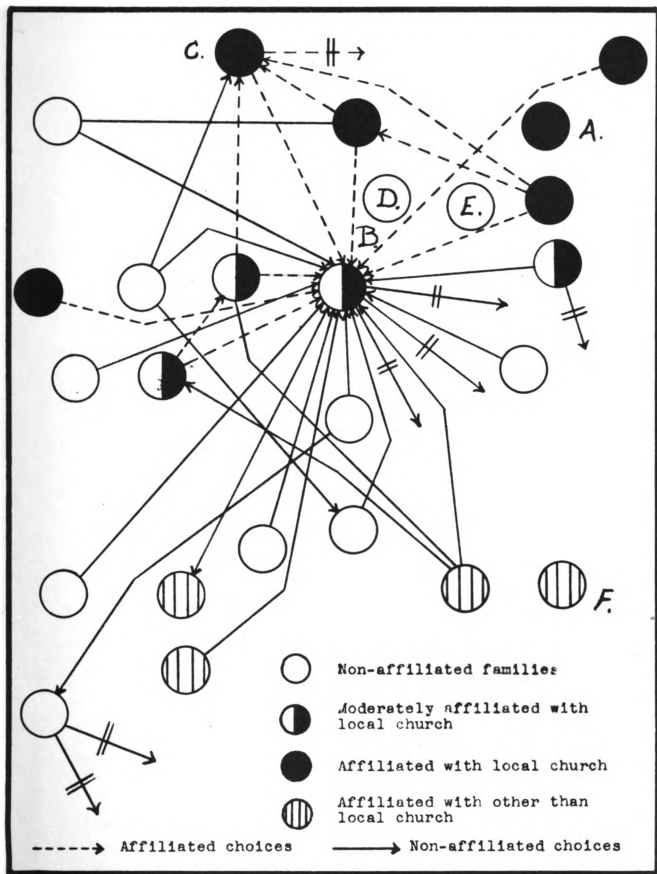 C.
A.
D.
E.
B.
F.
Non-affiliated families
Moderately affiliated with
local church
Affiliated with local church
Affiliated with other than
local church
Affiliated choices
Non-affiliated choices